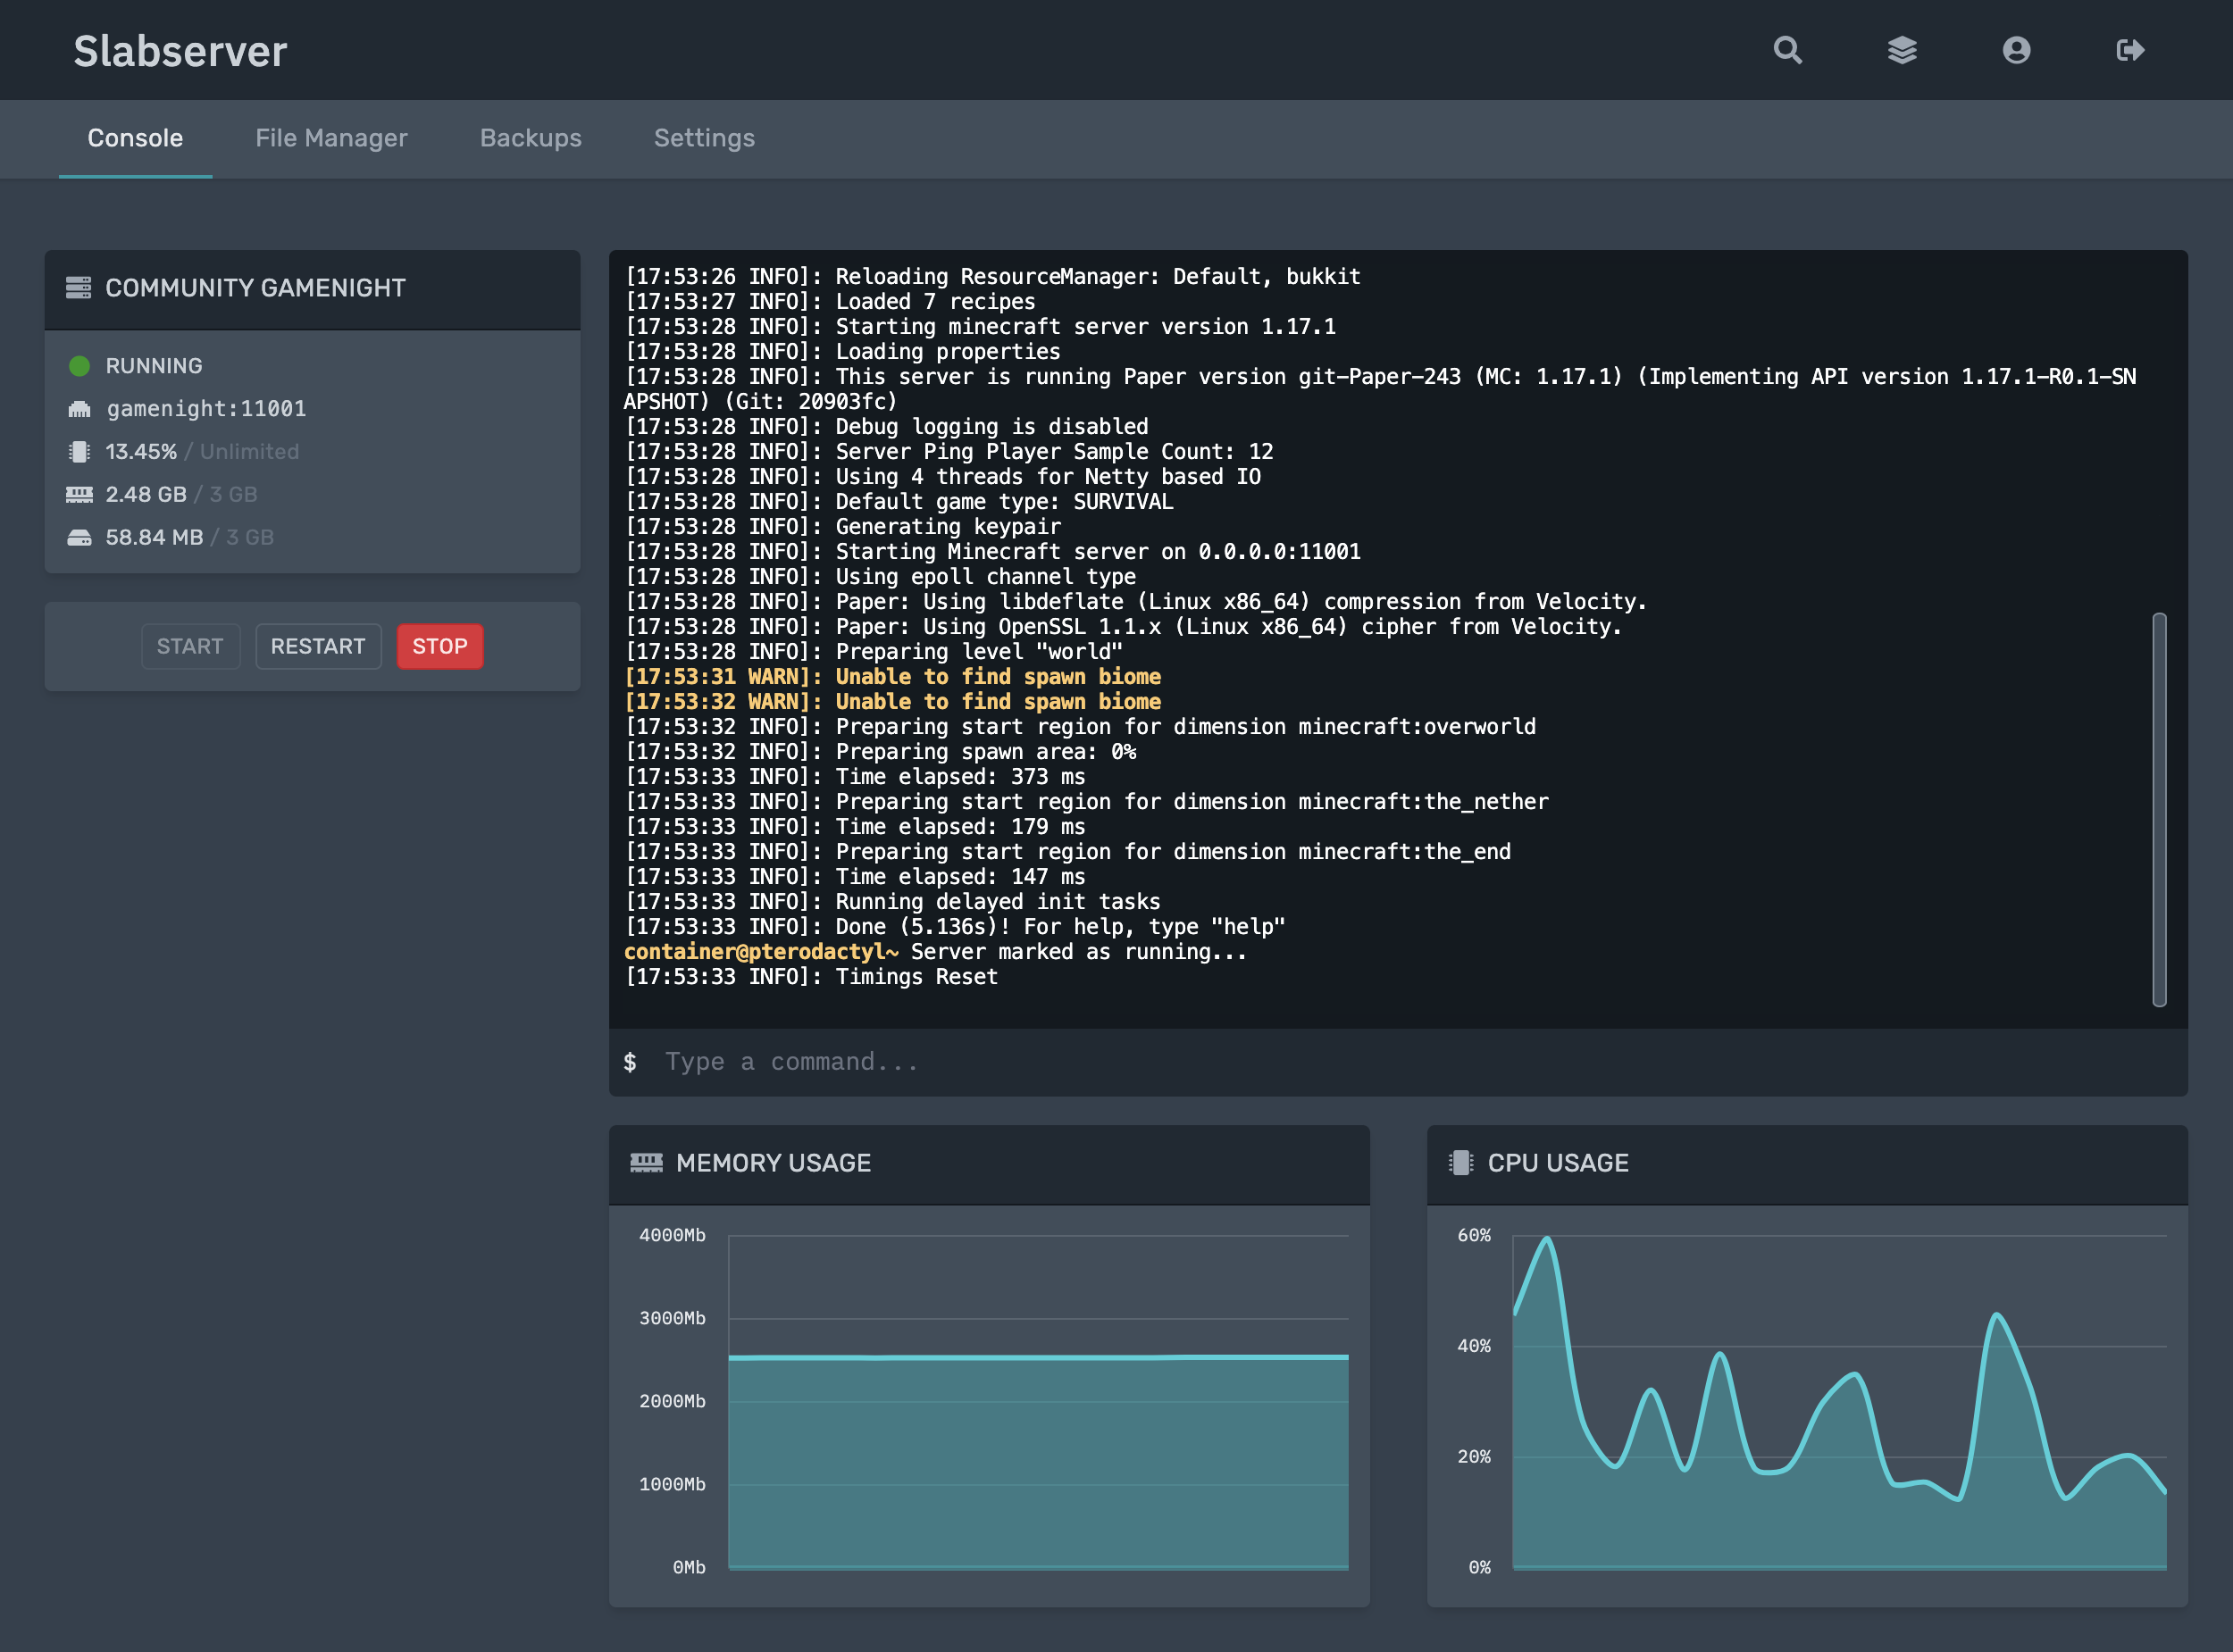 Slabserver
Console File Manager Backups Settings
COMMUNITY GAMENIGHT
RUNNING
gamenight:11001
13.45% / Unlimited
2.48 GB / 3 GB
58.84 MB / 3 GB
START RESTART STOP
[17:53:26 INFO]: Reloading ResourceManager: Default, bukkit
[17:53:27 INFO]: Loaded 7 recipes
[17:53:28 INFO]: Starting minecraft server version 1.17.1
[17:53:28 INFO]: Loading properties
[17:53:28 INFO]: This server is running Paper version git-Paper-243 (MC: 1.17.1) (Implementing API version 1.17.1-R0.1-SN
APSHOT) (Git: 20903fc)
[17:53:28 INFO]: Debug logging is disabled
[17:53:28 INFO]: Server Ping Player Sample Count: 12
[17:53:28 INFO]: Using 4 threads for Netty based IO
[17:53:28 INFO]: Default game type: SURVIVAL
[17:53:28 INFO]: Generating keypair
[17:53:28 INFO]: Starting Minecraft server on 0.0.0.0:11001
[17:53:28 INFO]: Using epoll channel type
[17:53:28 INFO]: Paper: Using libdeflate (Linux x86_64) compression from Velocity.
[17:53:28 INFO]: Paper: Using OpenSSL 1.1.x (Linux x86_64) cipher from Velocity.
[17:53:28 INFO]: Preparing level "world"
[17:53:31 WARN]: Unable to find spawn biome
[17:53:32 WARN]: Unable to find spawn biome
[17:53:32 INFO]: Preparing start region for dimension minecraft:overworld
[17:53:32 INFO]: Preparing spawn area: 0%
[17:53:33 INFO]: Time elapsed: 373 ms
[17:53:33 INFO]: Preparing start region for dimension minecraft:the_nether
[17:53:33 INFO]: Time elapsed: 179 ms
[17:53:33 INFO]: Preparing start region for dimension minecraft:the_end
[17:53:33 INFO]: Time elapsed: 147 ms
[17:53:33 INFO]: Running delayed init tasks
[17:53:33 INFO]: Done (5.136s)! For help, type "help"
container@pterodactyl~ Server marked as running...
[17:53:33 INFO]: Timings Reset
$ Type a command...
MEMORY USAGE
4000Mb
3000Mb
2000Mb
1000Mb
0Mb
CPU USAGE
60%
40%
20%
0%